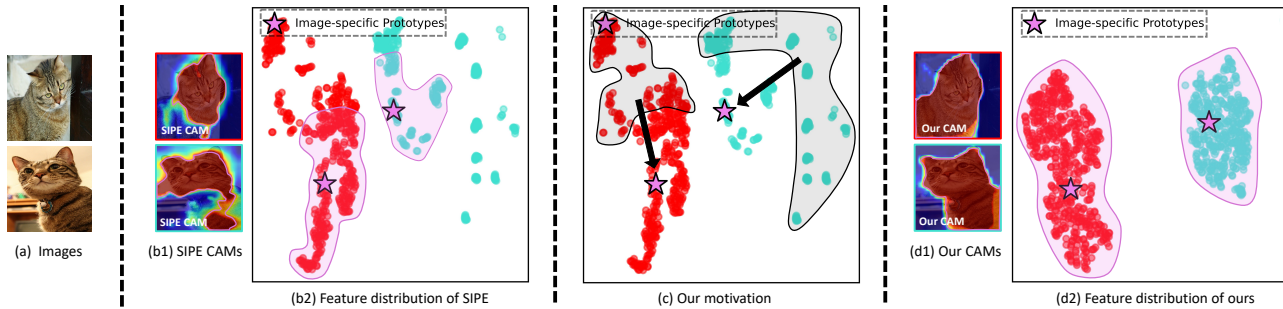 Image-specific Prototypes
Image-specific Prototypes
Image-specific Prototypes
SIPE CAM
Our CAM
SIPE CAM
Our CAM
(a) Images
(b1) SIPE CAMs
(d1) Our CAMs
(b2) Feature distribution of SIPE
(c) Our motivation
(d2) Feature distribution of ours